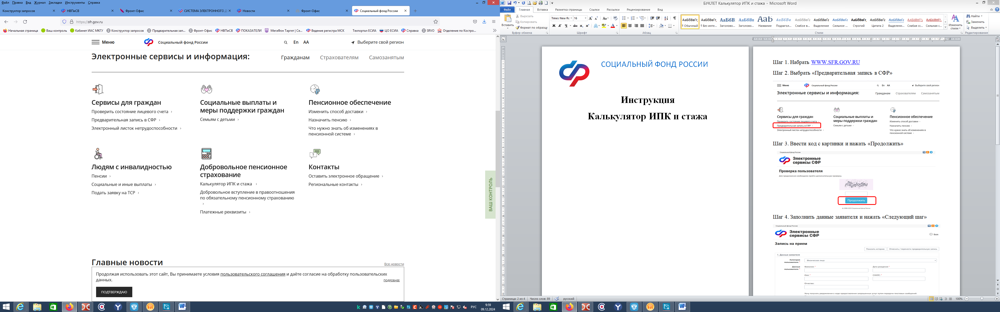 Файл Правка Вид Журнал Закладки Инструменты Справка
Конструктор запросов
НВПиСВ
Фронт-Офис
СИСТЕМА ЭЛЕКТРОННОГО Д
Новости
Фронт-Офис
Социальный фонд России
https://sfr.gov.ru
Начальная страница Ваш контроль Кабинет ИАС МКГУ Конструктор запросов Предварительная зап... Фронт-Офис НВПиСВ ПОКАЗАТЕЛИ МегаФон Таргет | Се... Ведение регистра МСК Техпортал ЕСИА ЦО ЕСИА Справка SRVO Отделение по Костро...
Меню
Социальный фонд России
En AA
Выберите свой регион
Электронные сервисы и информация:
Гражданам Страхователям Самозанятым
Сервисы для граждан
Проверить состояние лицевого счета ›
Предварительная запись в СФР ›
Электронный листок нетрудоспособности ›
Социальные выплаты и
меры поддержки граждан
Семьям с детьми ›
Пенсионное обеспечение
Изменить способ доставки ›
Назначить пенсию ›
Что нужно знать об изменениях в
пенсионной системе ›
Людям с инвалидностью
Пенсии ›
Социальные и иные выплаты ›
Подать заявку на ТСР ›
Добровольное пенсионное
страхование
Калькулятор ИПК и стажа ›
Добровольное вступление в правоотношения
по обязательному пенсионному страхованию
›
Платежные реквизиты ›
Контакты
Оставить электронное обращение ›
Региональные контакты ›
ВАШ КОНТРОЛЬ
Главные новости
Все новости
Продолжая использовать этот сайт, Вы принимаете условия пользовательского соглашения и даёте согласие на обработку пользовательских
данных.
ПОДРОБНЕЕ
ПОДТВЕРЖДАЮ
РУС
9:59
09.12.2024
БУКЛЕТ Калькулятор ИПК и стажа - Microsoft Word
Файл Главная Вставка Разметка страницы Ссылки Рассылки Рецензирование Вид
Вставить
Вырезать
Копировать
Формат по образцу
Буфер обмена
Times New Rc 16
Шрифт
Абзац
¶ Обычный ¶ Без инте... Заголово... Заголово... Название Подзагол... Слабое в... Выделение Сильное ... Строгий Цитата 2 Выделенн... Слабая сс... Сильная с...
Стили
Изменить
стили
Найти
Заменить
Выделить
Редактирование
СОЦИАЛЬНЫЙ ФОНД РОССИИ
Инструкция
Калькулятор ИПК и стажа
Шаг 1. Набрать WWW.SFR.GOV.RU
Шаг 2. Выбрать «Предварительная запись в СФР»
Меню
Социальный фонд России
En AA
Выберите свой регион
Электронные сервисы и информация:
Гражданам Страхователям Самозанятым
Сервисы для граждан
Проверить состояние лицевого счета ›
Предварительная запись в СФР ›
Электронный листок нетрудоспособности ›
Социальные выплаты и
меры поддержки граждан
Семьям с детьми ›
Пенсионное обеспечение
Изменить способ доставки ›
Назначить пенсию ›
Что нужно знать об изменениях в
пенсионной системе ›
Шаг 3. Ввести код с картинки и нажать «Продолжить»
Социальный фонд России
Электронные
сервисы СФР
Проверка пользователя
Для продолжения необходимо пройти дополнительную проверку.
Продолжить
© 2008-2024 Социальный фонд России
Шаг 4. Заполнить данные заявителя и нажать «Следующий шаг»
Социальный фонд России
Электронные
сервисы СФР
Вход
Запись на прием
Показать историю
Отменить / перенести предварительную запись
1. Данные заявителя
Категория
пользователя: *
Физическое лицо
Данные
пользователя: *
Фамилия: *
Дата рождения *
Имя: *
СНИЛС: *
Отчество:
Хочу получать уведомления о ходе предоставления запрошенных услуг путем передачи текстовых сообщений:
Страница: 2 из 4 Число слов: 89 русский
100%